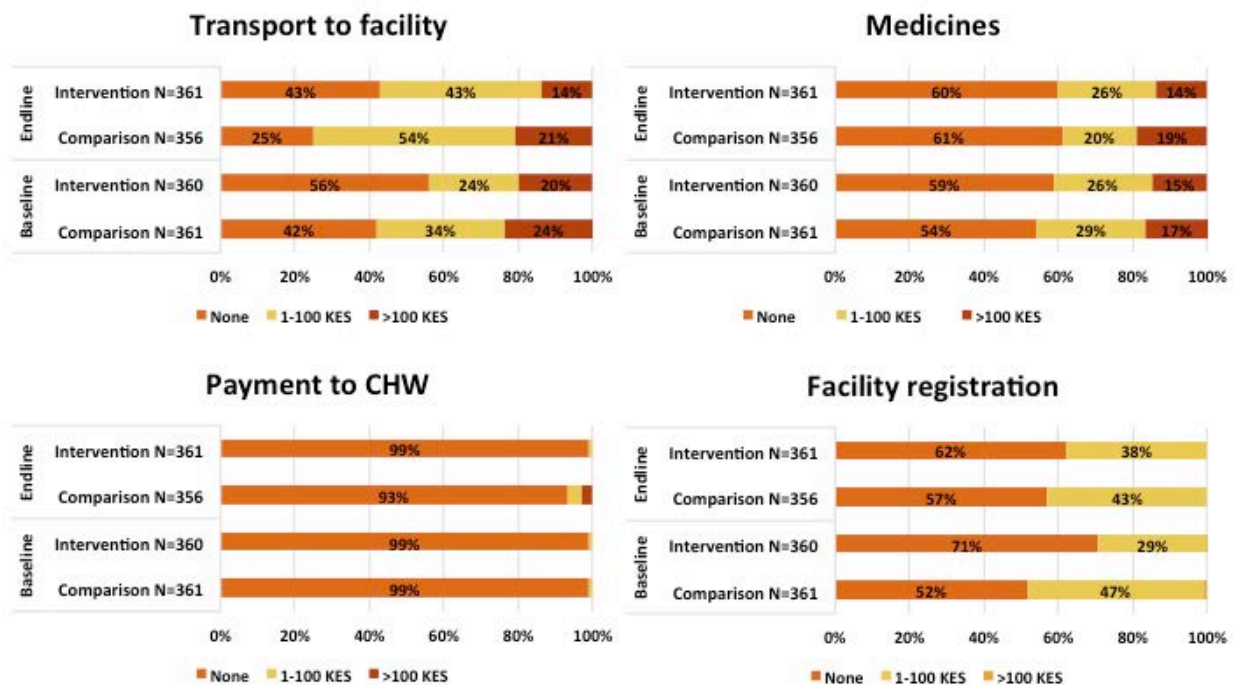 Transport to facility
Endline
Intervention N=361 43% 43% 14%
Comparison N=356 25% 54% 21%
Baseline
Intervention N=360 56% 24% 20%
Comparison N=361 42% 34% 24%
0% 20% 40% 60% 80% 100%
None 1-100 KES >100 KES
Medicines
Endline
Intervention N=361 60% 26% 14%
Comparison N=356 61% 20% 19%
Baseline
Intervention N=360 59% 26% 15%
Comparison N=361 54% 29% 17%
0% 20% 40% 60% 80% 100%
None 1-100 KES >100 KES
Payment to CHW
Endline
Intervention N=361 99%
Comparison N=356 93%
Baseline
Intervention N=360 99%
Comparison N=361 99%
0% 20% 40% 60% 80% 100%
None 1-100 KES >100 KES
Facility registration
Endline
Intervention N=361 62% 38%
Comparison N=356 57% 43%
Baseline
Intervention N=360 71% 29%
Comparison N=361 52% 47%
0% 20% 40% 60% 80% 100%
None 1-100 KES >100 KES